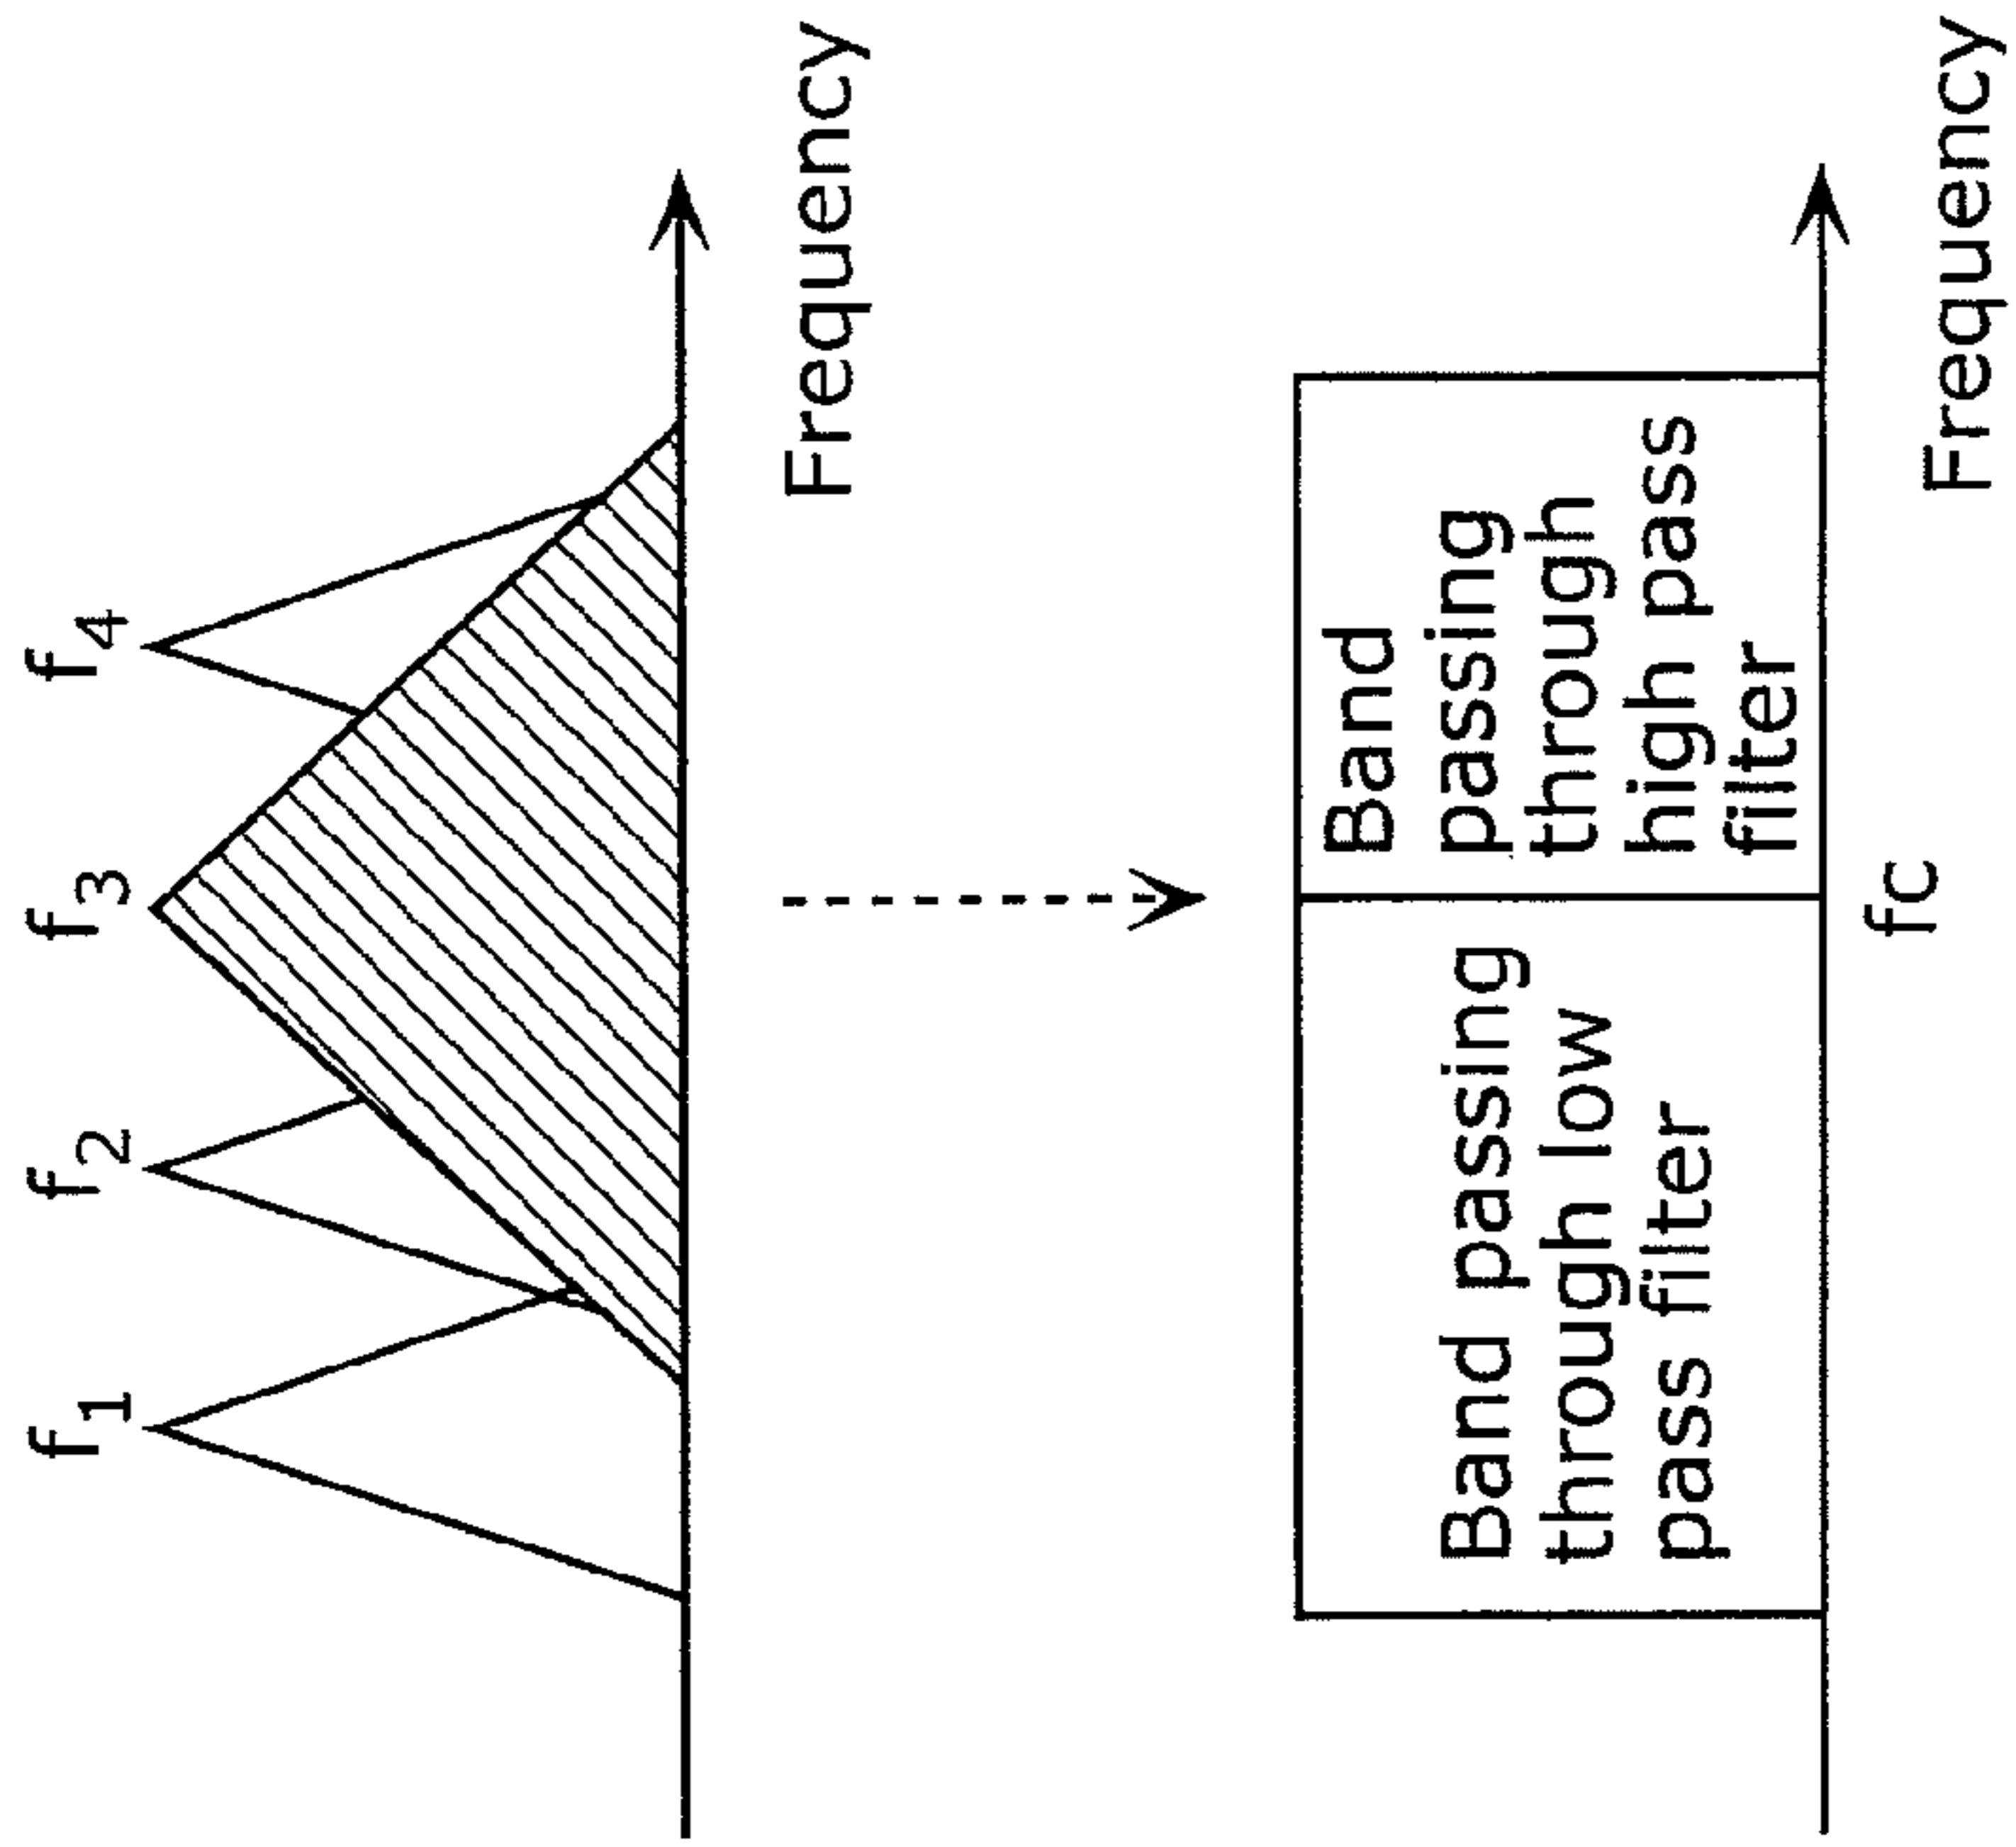 f1
f2
f3
f4
Frequency
Band passing
through low
pass filter
Band
passing
through
high pass
filter
fc
Frequency